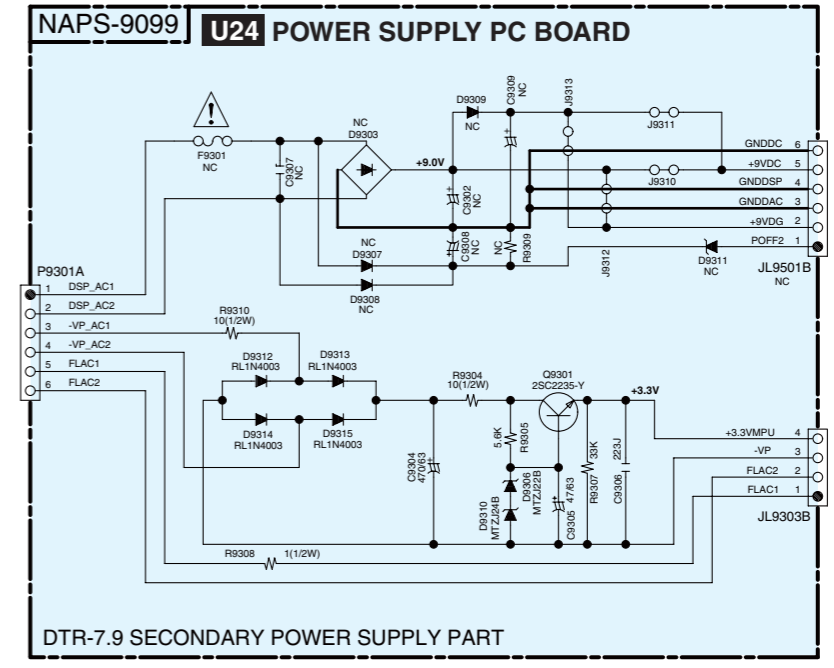 NAPS-9099
U24 POWER SUPPLY PC BOARD
F9301
NC
C9307
NC
NC
D9303
+9.0V
D9309
NC
C9309
NC
J9313
J9311
J9310
C9302
NC
C9308
NC
NC
R9309
J9312
NC
D9307
D9308
NC
D9311
NC
GNDDC 6
+9VDC 5
GNDDSP 4
GNDDAC 3
+9VDG 2
POFF2 1
JL9501B
NC
P9301A
1 DSP_AC1
2 DSP_AC2
3 -VP_AC1
4 -VP_AC2
5 FLAC1
6 FLAC2
R9310
10(1/2W)
D9312
RL1N4003
D9313
RL1N4003
D9314
RL1N4003
D9315
RL1N4003
R9304
10(1/2W)
Q9301
2SC2235-Y
+3.3V
C9304
470/63
5.6K
R9305
D9306
MTZJ22B
D9310
MTZJ24B
47/63
C9305
33K
R9307
223J
C9306
+3.3VMPU 4
-VP 3
FLAC2 2
FLAC1 1
JL9303B
R9308 1(1/2W)
DTR-7.9 SECONDARY POWER SUPPLY PART